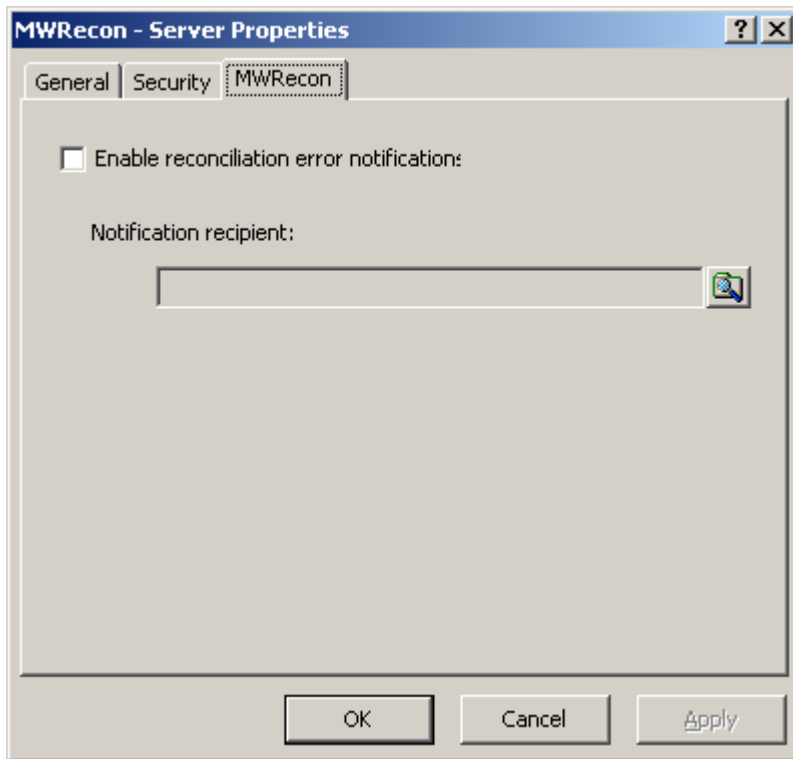 MWRecon - Server Properties
General Security MWRecon
Enable reconciliation error notifications
Notification recipient:
OK Cancel Apply